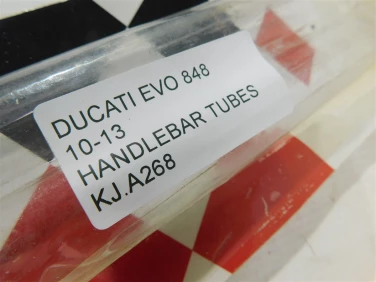 DUCATI EVO 848
10-13
HANDLEBAR TUBES
KJ.A268